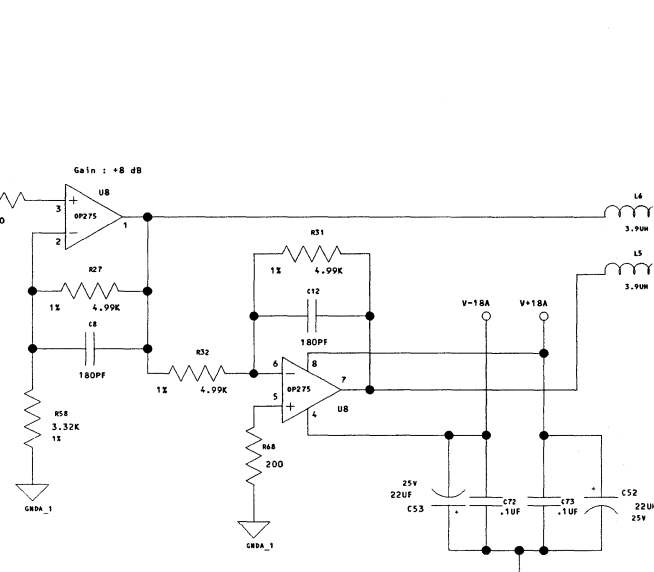 Gain : +8 dB
U8
3
+
OP275
1
-
2
0
L6
3.9UH
R31
1% 4.99K
L5
3.9UH
R27
1% 4.99K
C12
180PF
V-18A V+18A
C8
180PF
R32
1% 4.99K
6
-
8
OP275
7
5
+
U8
4
R58
3.32K
1%
R68
200
25V
22UF
C53
+
C72
.1UF
C73
.1UF
+
C52
22U
25V
GNDA_1
GNDA_1